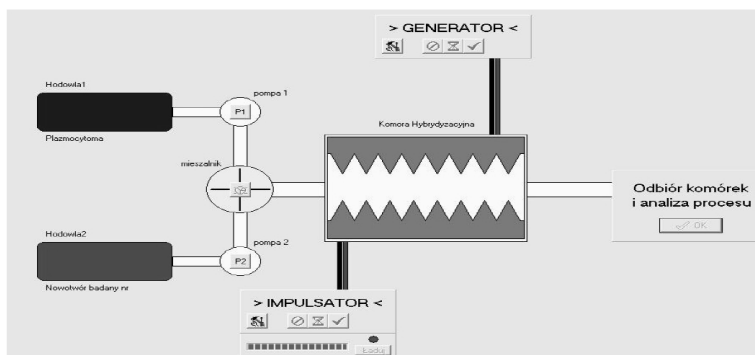 > GENERATOR <
Hodowla1
pompa 1
P1
Plazmocytoma
Komora Hybrydyzacyjna
mieszalnik
Odbiór komórek
i analiza procesu
OK
Hodowla2
pompa 2
P2
Nowotwór badany nr
> IMPULSATOR <
Ładuj